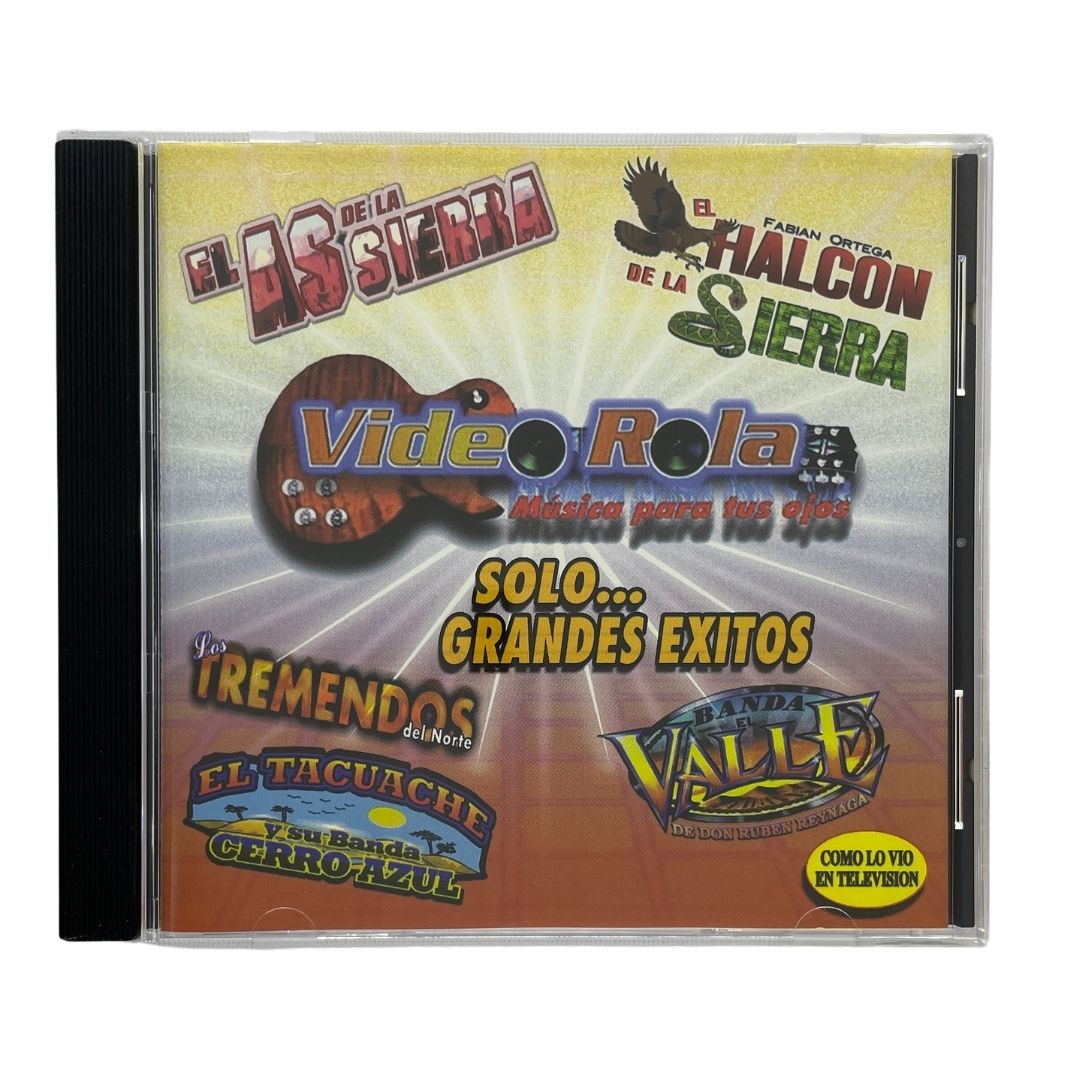 EL AS DE LA SIERRA
FABIAN ORTEGA
EL HALCON
DE LA SIERRA
Video Rola
Música para tus ojos
SOLO...
GRANDES EXITOS
Los
TREMENDOS
del Norte
BANDA
EL
VALLE
DE DON RUBEN REYNAGA
EL TACUACHE
y su Banda
CERRO AZUL
COMO LO VIO
EN TELEVISION